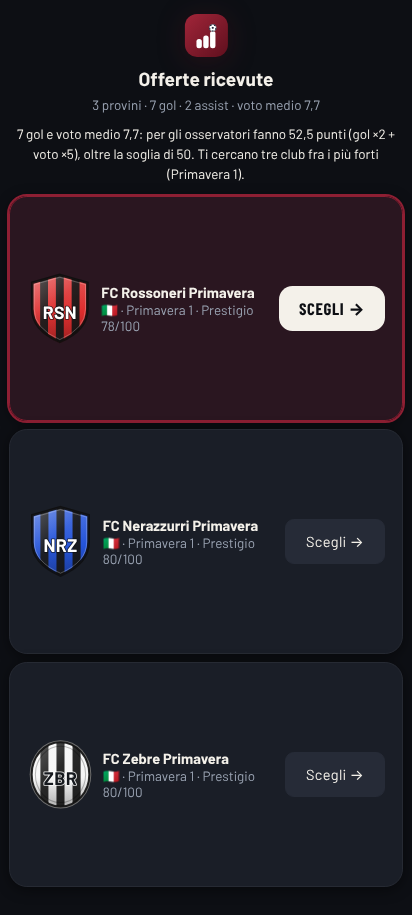 Offerte ricevute
3 provini · 7 gol · 2 assist · voto medio 7,7
7 gol e voto medio 7,7: per gli osservatori fanno 52,5 punti (gol ×2 +
voto ×5), oltre la soglia di 50. Ti cercano tre club fra i più forti
(Primavera 1).
RSN
FC Rossoneri Primavera
· Primavera 1 · Prestigio
78/100
SCEGLI →
NRZ
FC Nerazzurri Primavera
· Primavera 1 · Prestigio
80/100
Scegli →
ZBR
FC Zebre Primavera
· Primavera 1 · Prestigio
80/100
Scegli →